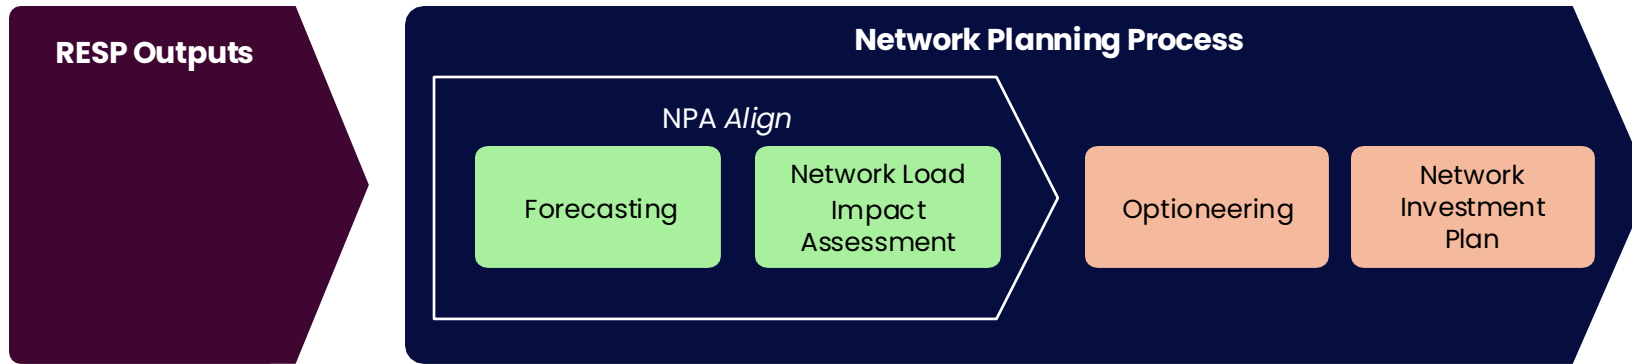 RESP Outputs
Network Planning Process
NPA Align
Forecasting
Network Load
Impact
Assessment
Optioneering
Network
Investment
Plan